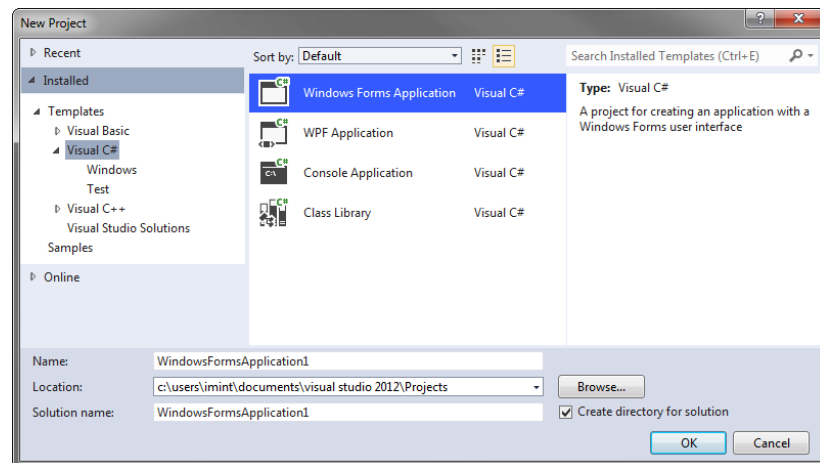 New Project
Recent
Installed
Templates
Visual Basic
Visual C#
Windows
Test
Visual C++
Visual Studio Solutions
Samples
Online
Sort by: Default
C# Windows Forms Application Visual C#
C# WPF Application Visual C#
C# C:\ Console Application Visual C#
C# Class Library Visual C#
Search Installed Templates (Ctrl+E)
Type: Visual C#
A project for creating an application with a
Windows Forms user interface
Name: WindowsFormsApplication1
Location: c:\users\imint\documents\visual studio 2012\Projects Browse...
Solution name: WindowsFormsApplication1
Create directory for solution
OK Cancel